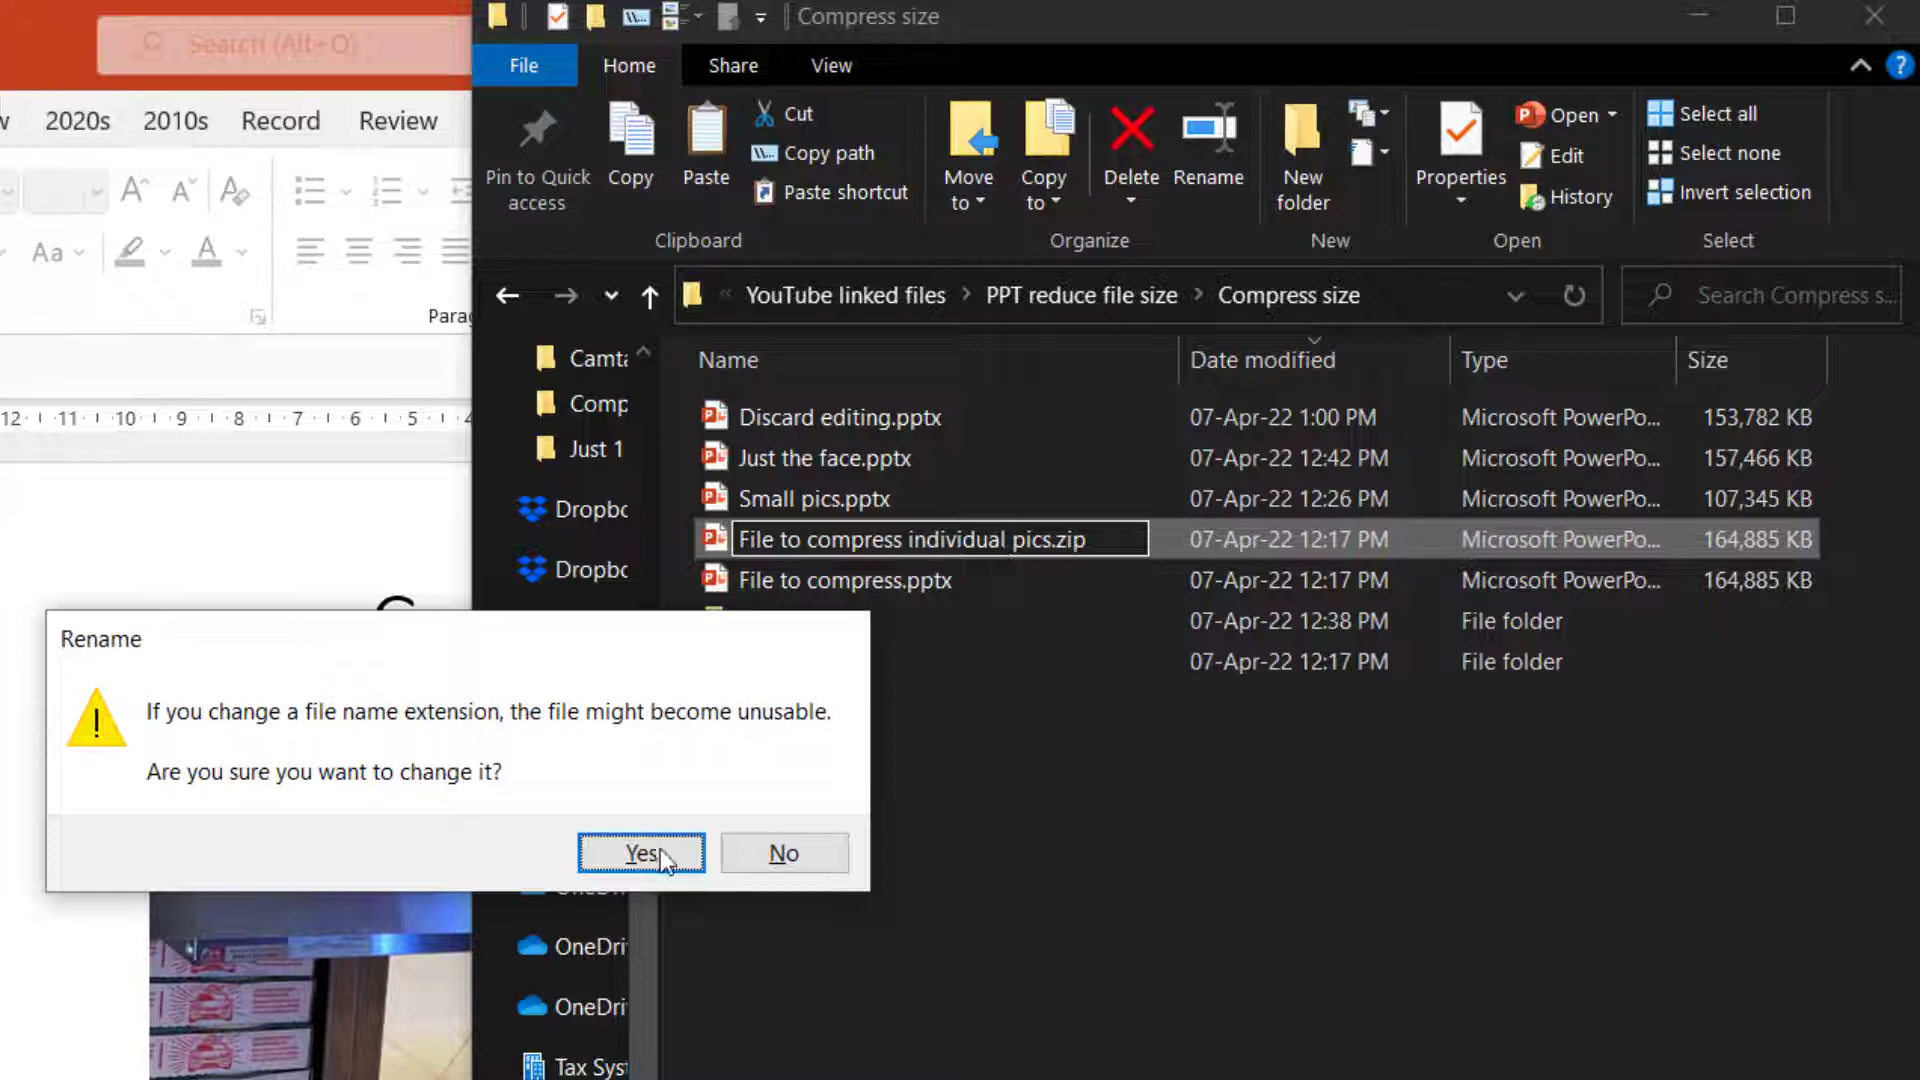 Search (Alt+Q)
2020s 2010s Record Review
Aa
12 11 10 9 8 7 6 5
Compress size
File Home Share View
Pin to Quick access
Copy
Paste
Cut
Copy path
Paste shortcut
Clipboard
Move to
Copy to
Delete
Rename
Organize
New folder
New
Properties
Open
Edit
History
Open
Select all
Select none
Invert selection
Select
YouTube linked files PPT reduce file size Compress size
Search Compress s...
Name Date modified Type Size
Discard editing.pptx 07-Apr-22 1:00 PM Microsoft PowerPo... 153,782 KB
Just the face.pptx 07-Apr-22 12:42 PM Microsoft PowerPo... 157,466 KB
Small pics.pptx 07-Apr-22 12:26 PM Microsoft PowerPo... 107,345 KB
File to compress individual pics.zip 07-Apr-22 12:17 PM Microsoft PowerPo... 164,885 KB
File to compress.pptx 07-Apr-22 12:17 PM Microsoft PowerPo... 164,885 KB
07-Apr-22 12:38 PM File folder
07-Apr-22 12:17 PM File folder
Camta
Comp
Just 1
Dropbo
Dropbo
Rename
If you change a file name extension, the file might become unusable.
Are you sure you want to change it?
Yes No
OneDri
OneDri
Tax Syst